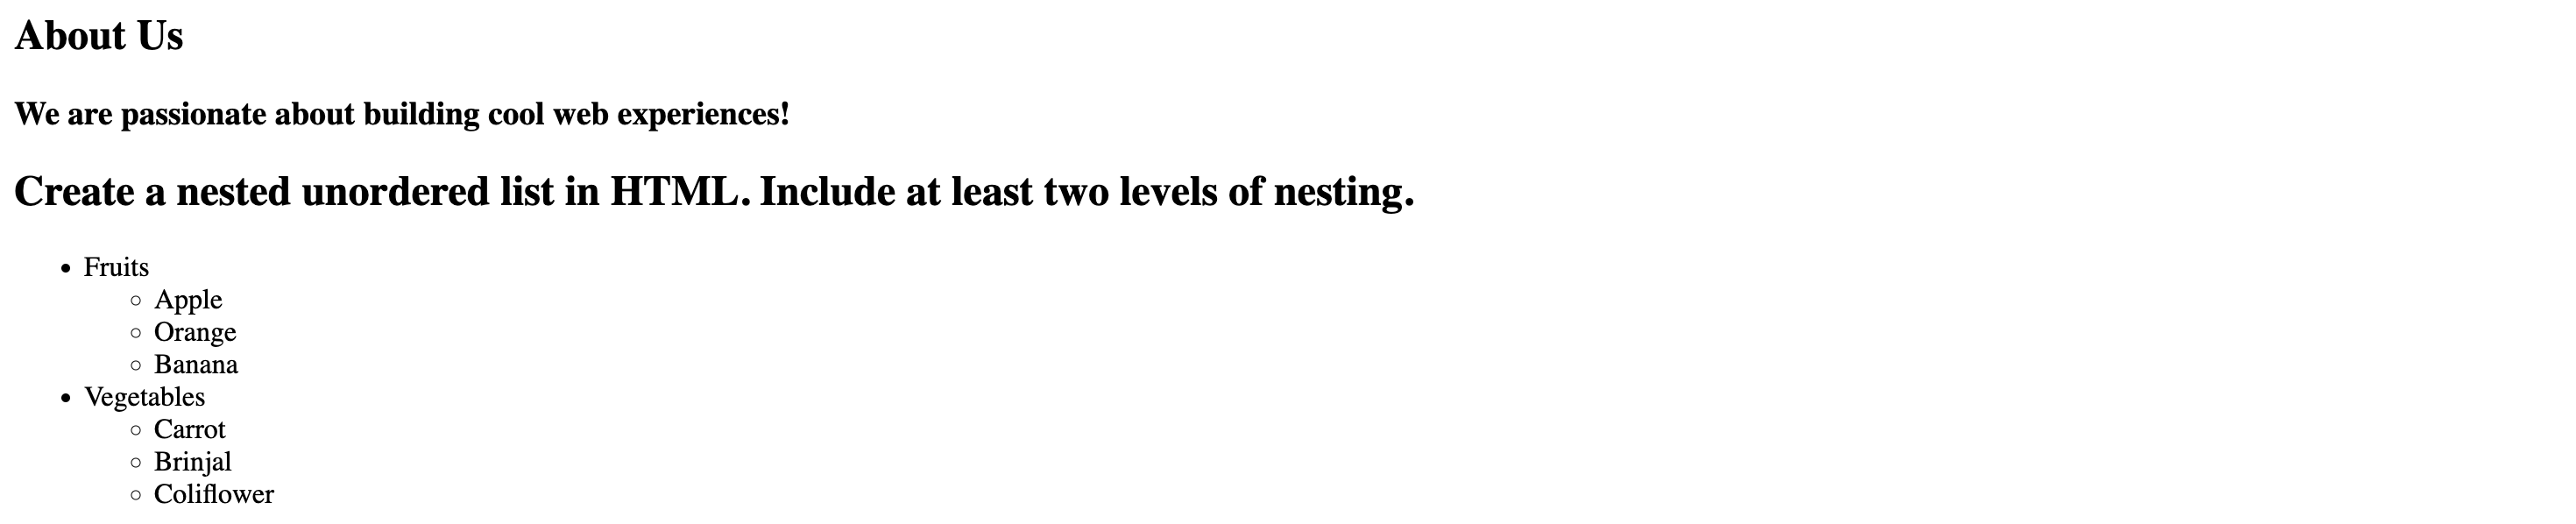 About Us
We are passionate about building cool web experiences!
Create a nested unordered list in HTML. Include at least two levels of nesting.
Fruits
Apple
Orange
Banana
Vegetables
Carrot
Brinjal
Coliflower